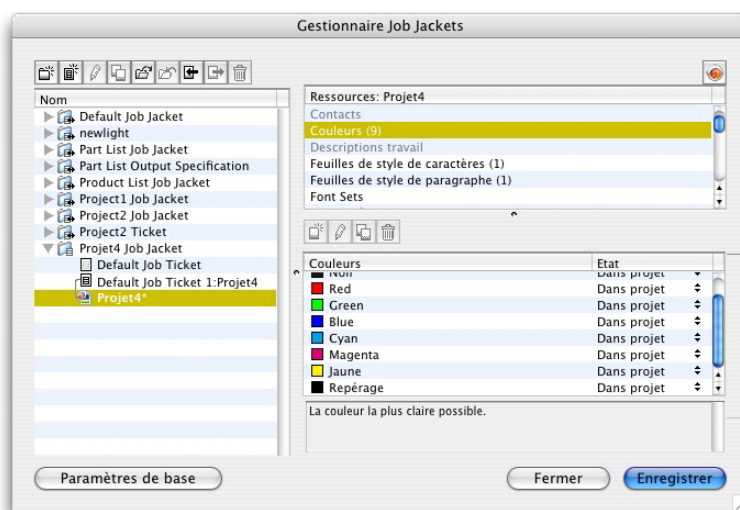 Gestionnaire Job Jackets
Nom
Default Job Jacket
newlight
Part List Job Jacket
Part List Output Specification
Product List Job Jacket
Project1 Job Jacket
Project2 Job Jacket
Project2 Ticket
Projet4 Job Jacket
Default Job Ticket
Default Job Ticket 1:Projet4
Projet4*
Ressources: Projet4
Contacts
Couleurs (9)
Descriptions travail
Feuilles de style de caractères (1)
Feuilles de style de paragraphe (1)
Font Sets
Couleurs Etat
Noir Dans projet
Red Dans projet
Green Dans projet
Blue Dans projet
Cyan Dans projet
Magenta Dans projet
Jaune Dans projet
Repérage Dans projet
La couleur la plus claire possible.
Paramètres de base
Fermer
Enregistrer